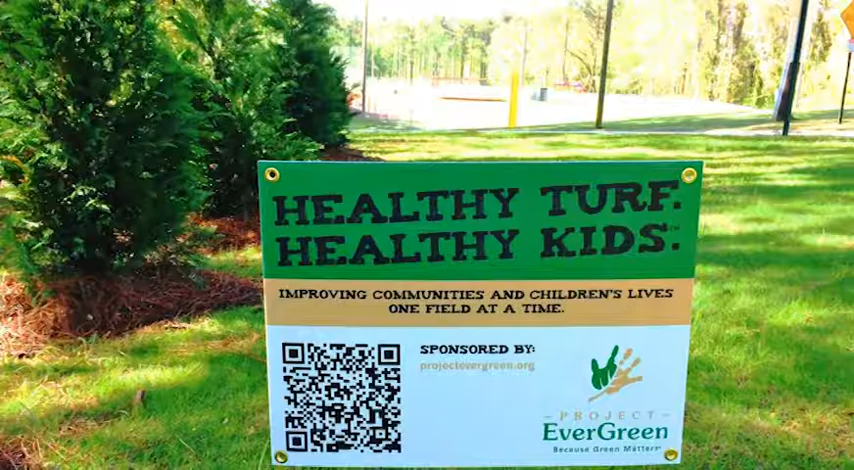 HEALTHY TURF.
HEALTHY KIDS.™
IMPROVING COMMUNITIES AND CHILDREN'S LIVES
ONE FIELD AT A TIME.
SPONSORED BY:
projectevergreen.org
- PROJECT -
EverGreen
Because Green Matters®